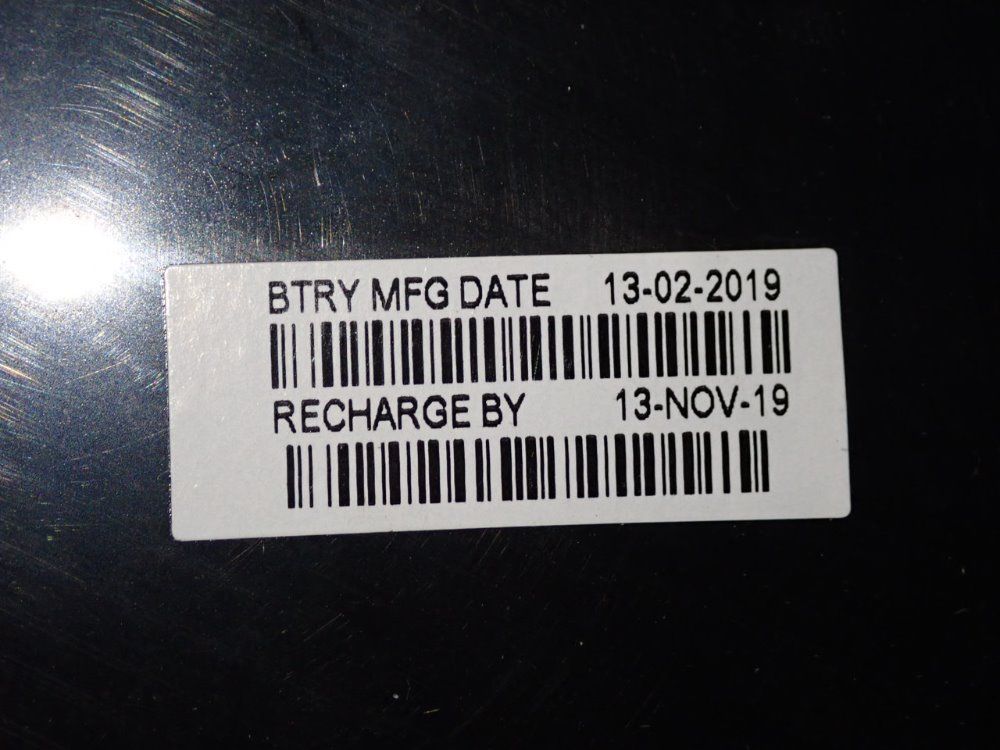 BTRY MFG DATE 13-02-2019
RECHARGE BY 13-NOV-19